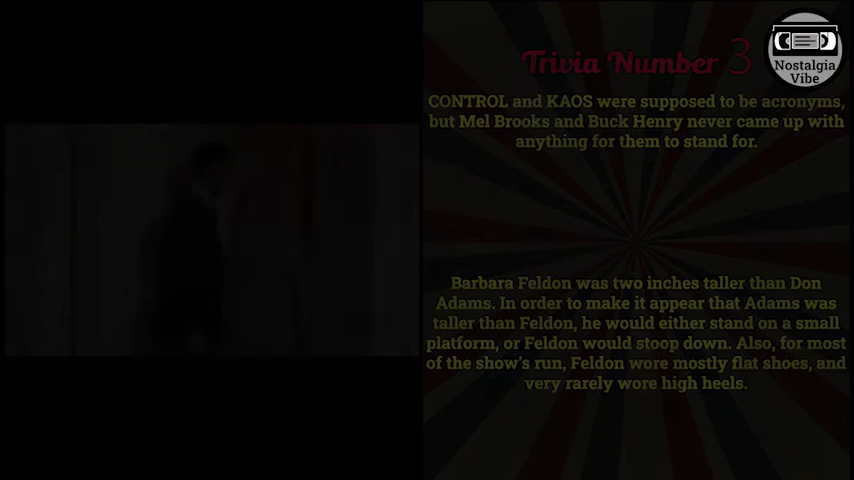 Trivia Number 3
Nostalgia
Vibe
CONTROL and KAOS were supposed to be acronyms,
but Mel Brooks and Buck Henry never came up with
anything for them to stand for.
Barbara Feldon was two inches taller than Don
Adams. In order to make it appear that Adams was
taller than Feldon, he would either stand on a small
platform, or Feldon would stoop down. Also, for most
of the show's run, Feldon wore mostly flat shoes, and
very rarely wore high heels.